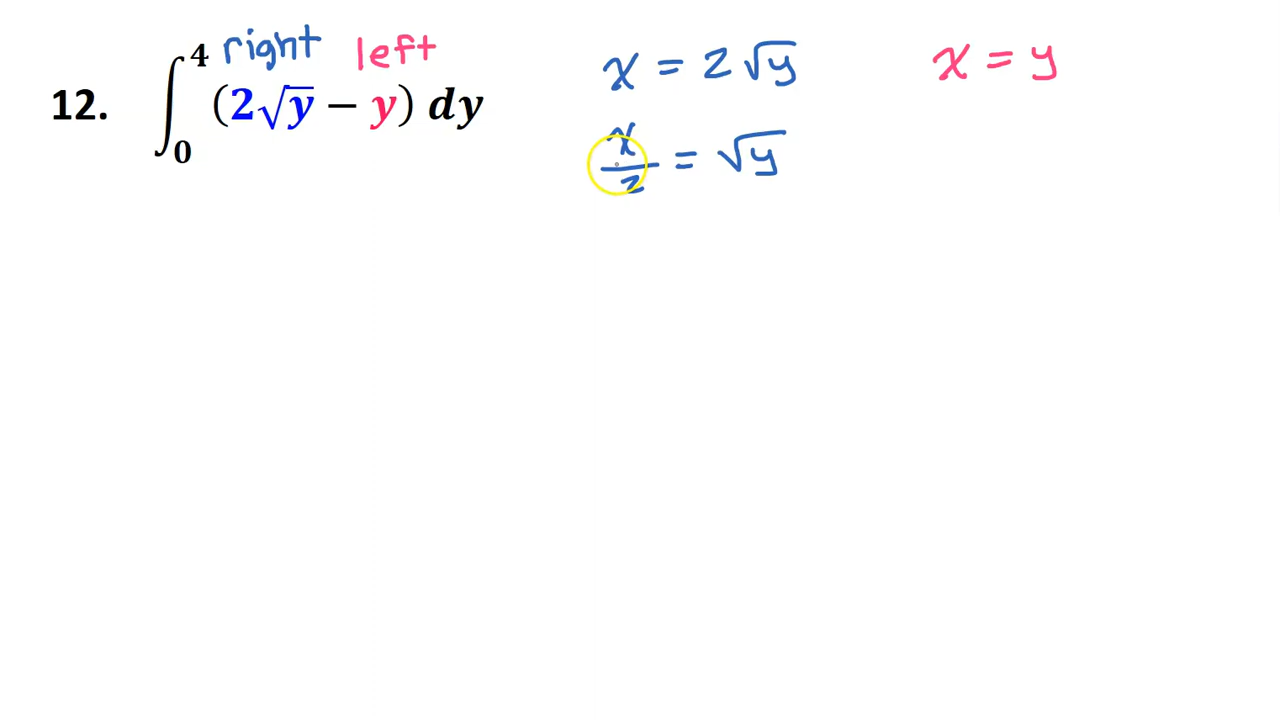 right left
12. ∫₀⁴ (2√y − y) dy
x = 2√y
x/2 = √y
x = y